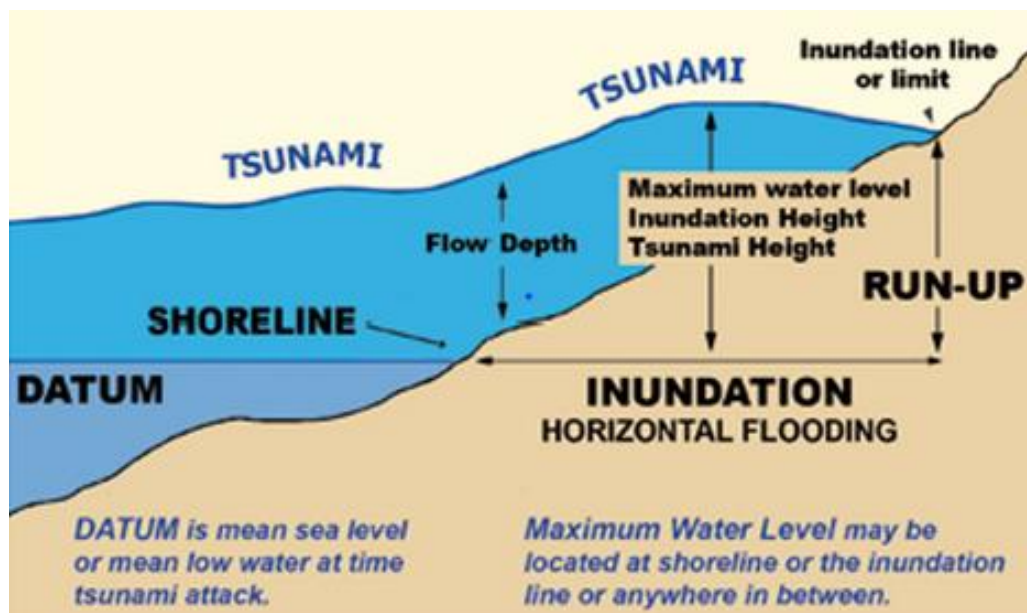 Inundation line
or limit
TSUNAMI
TSUNAMI
Maximum water level
Inundation Height
Tsunami Height
Flow Depth
RUN-UP
SHORELINE
DATUM
INUNDATION
HORIZONTAL FLOODING
DATUM is mean sea level
or mean low water at time
tsunami attack.
Maximum Water Level may be
located at shoreline or the inundation
line or anywhere in between.